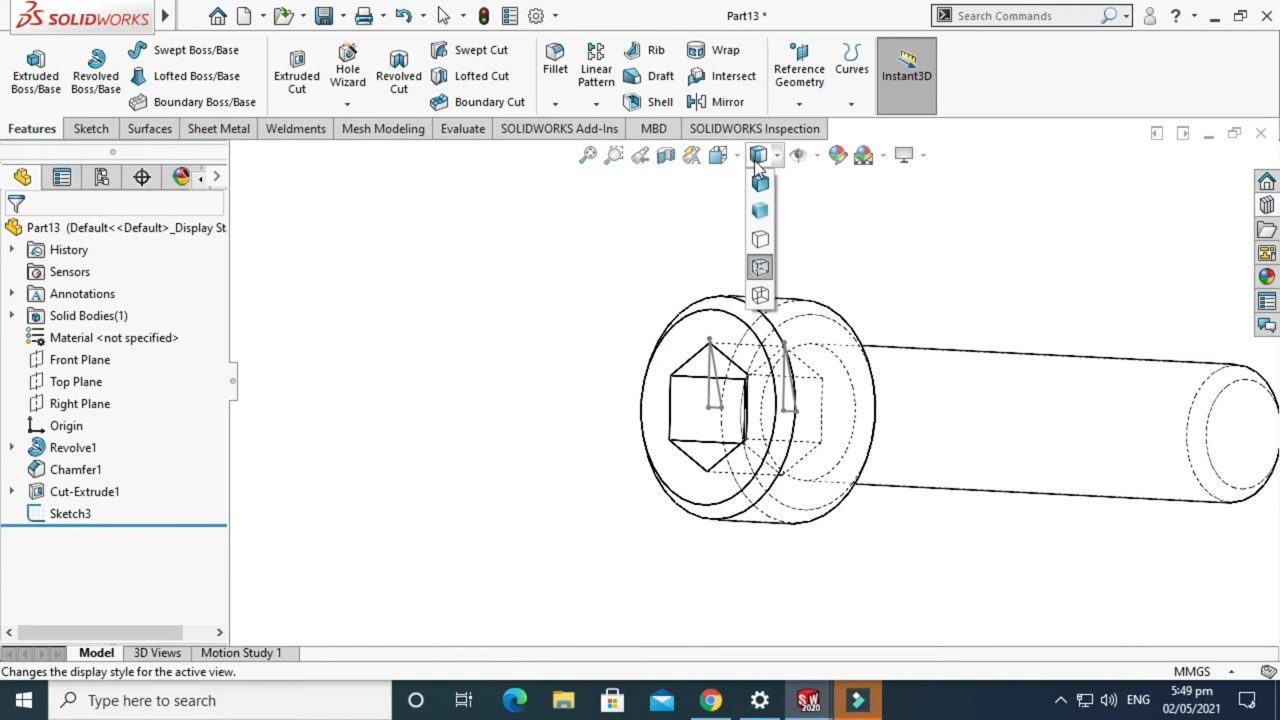 SOLIDWORKS
Part13 *
Search Commands
Extruded Boss/Base
Revolved Boss/Base
Swept Boss/Base
Lofted Boss/Base
Boundary Boss/Base
Extruded Cut
Hole Wizard
Revolved Cut
Swept Cut
Lofted Cut
Boundary Cut
Fillet
Linear Pattern
Rib
Draft
Shell
Wrap
Intersect
Mirror
Reference Geometry
Curves
Instant3D
Features
Sketch
Surfaces
Sheet Metal
Weldments
Mesh Modeling
Evaluate
SOLIDWORKS Add-Ins
MBD
SOLIDWORKS Inspection
Part13 (Default<<Default>_Display St
History
Sensors
Annotations
Solid Bodies(1)
Material <not specified>
Front Plane
Top Plane
Right Plane
Origin
Revolve1
Chamfer1
Cut-Extrude1
Sketch3
Model
3D Views
Motion Study 1
Changes the display style for the active view.
MMGS
Type here to search
SW
2020
ENG
5:49 pm
02/05/2021